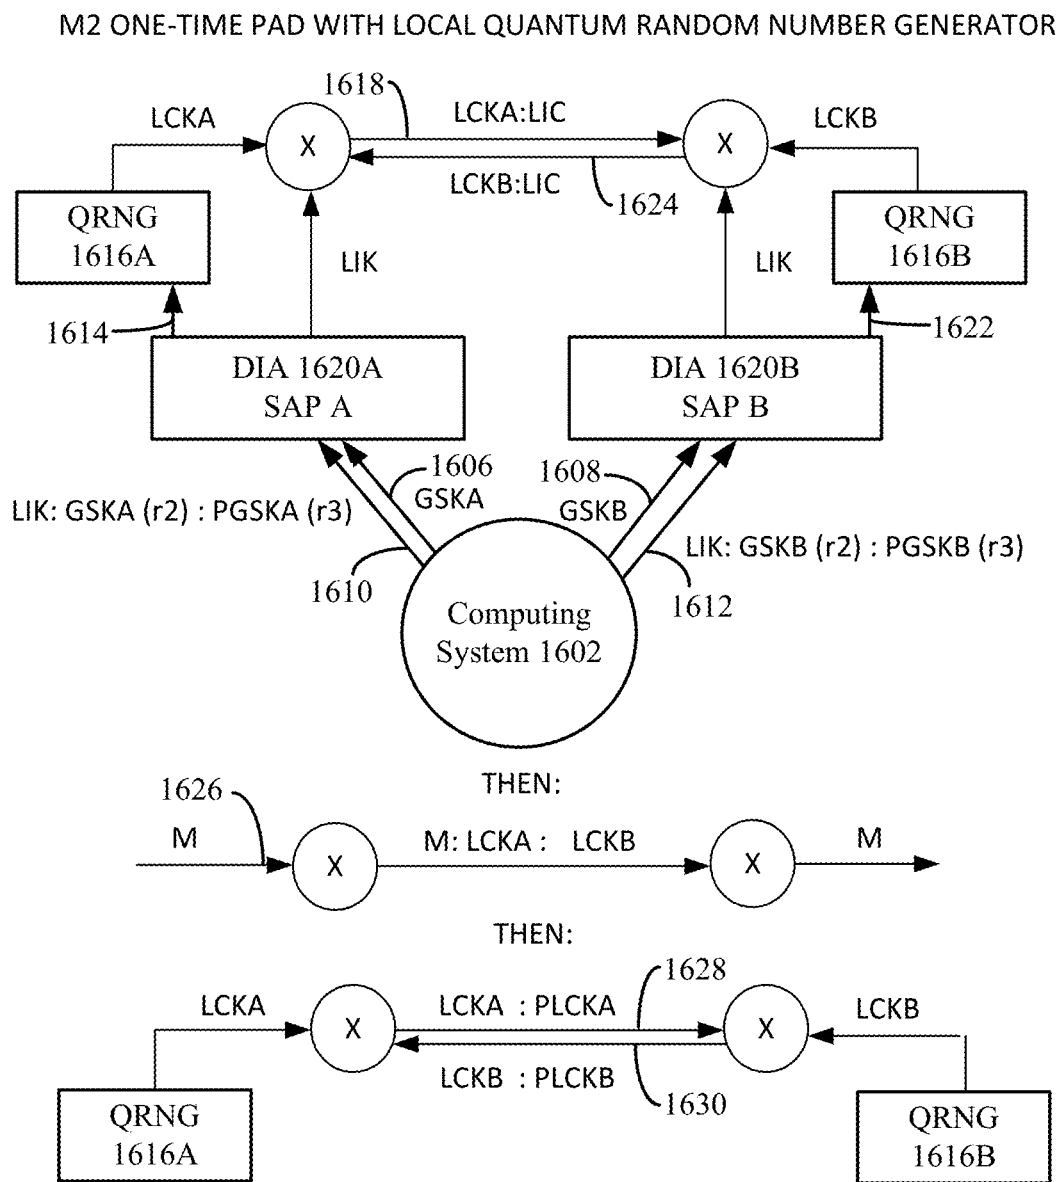 M2 ONE-TIME PAD WITH LOCAL QUANTUM RANDOM NUMBER GENERATOR
1618
LCKA
LCKA:LIC
LCKB
X
X
LCKB:LIC
1624
QRNG
1616A
QRNG
1616B
LIK
LIK
1614
1622
DIA 1620A
SAP A
DIA 1620B
SAP B
1606
GSKA
1608
GSKB
LIK: GSKA (r2) : PGSKA (r3)
LIK: GSKB (r2) : PGSKB (r3)
1610
1612
Computing
System 1602
THEN:
1626
M
X
M: LCKA : LCKB
X
M
THEN:
1628
LCKA
X
LCKA : PLCKA
X
LCKB
LCKB : PLCKB
1630
QRNG
1616A
QRNG
1616B